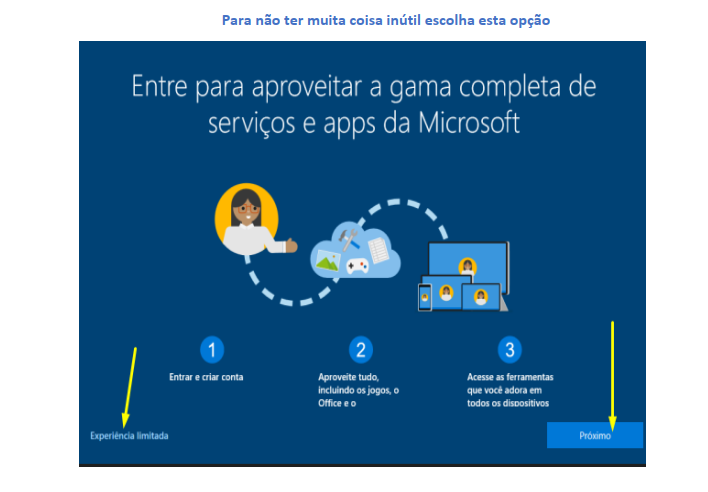 Para não ter muita coisa inútil escolha esta opção
Entre para aproveitar a gama completa de
serviços e apps da Microsoft
1
2
3
Entrar e criar conta
Aproveite tudo,
incluindo os jogos, o
Office e o
Acesse as ferramentas
que você adora em
todos os dispositivos
Experiência limitada
Próximo